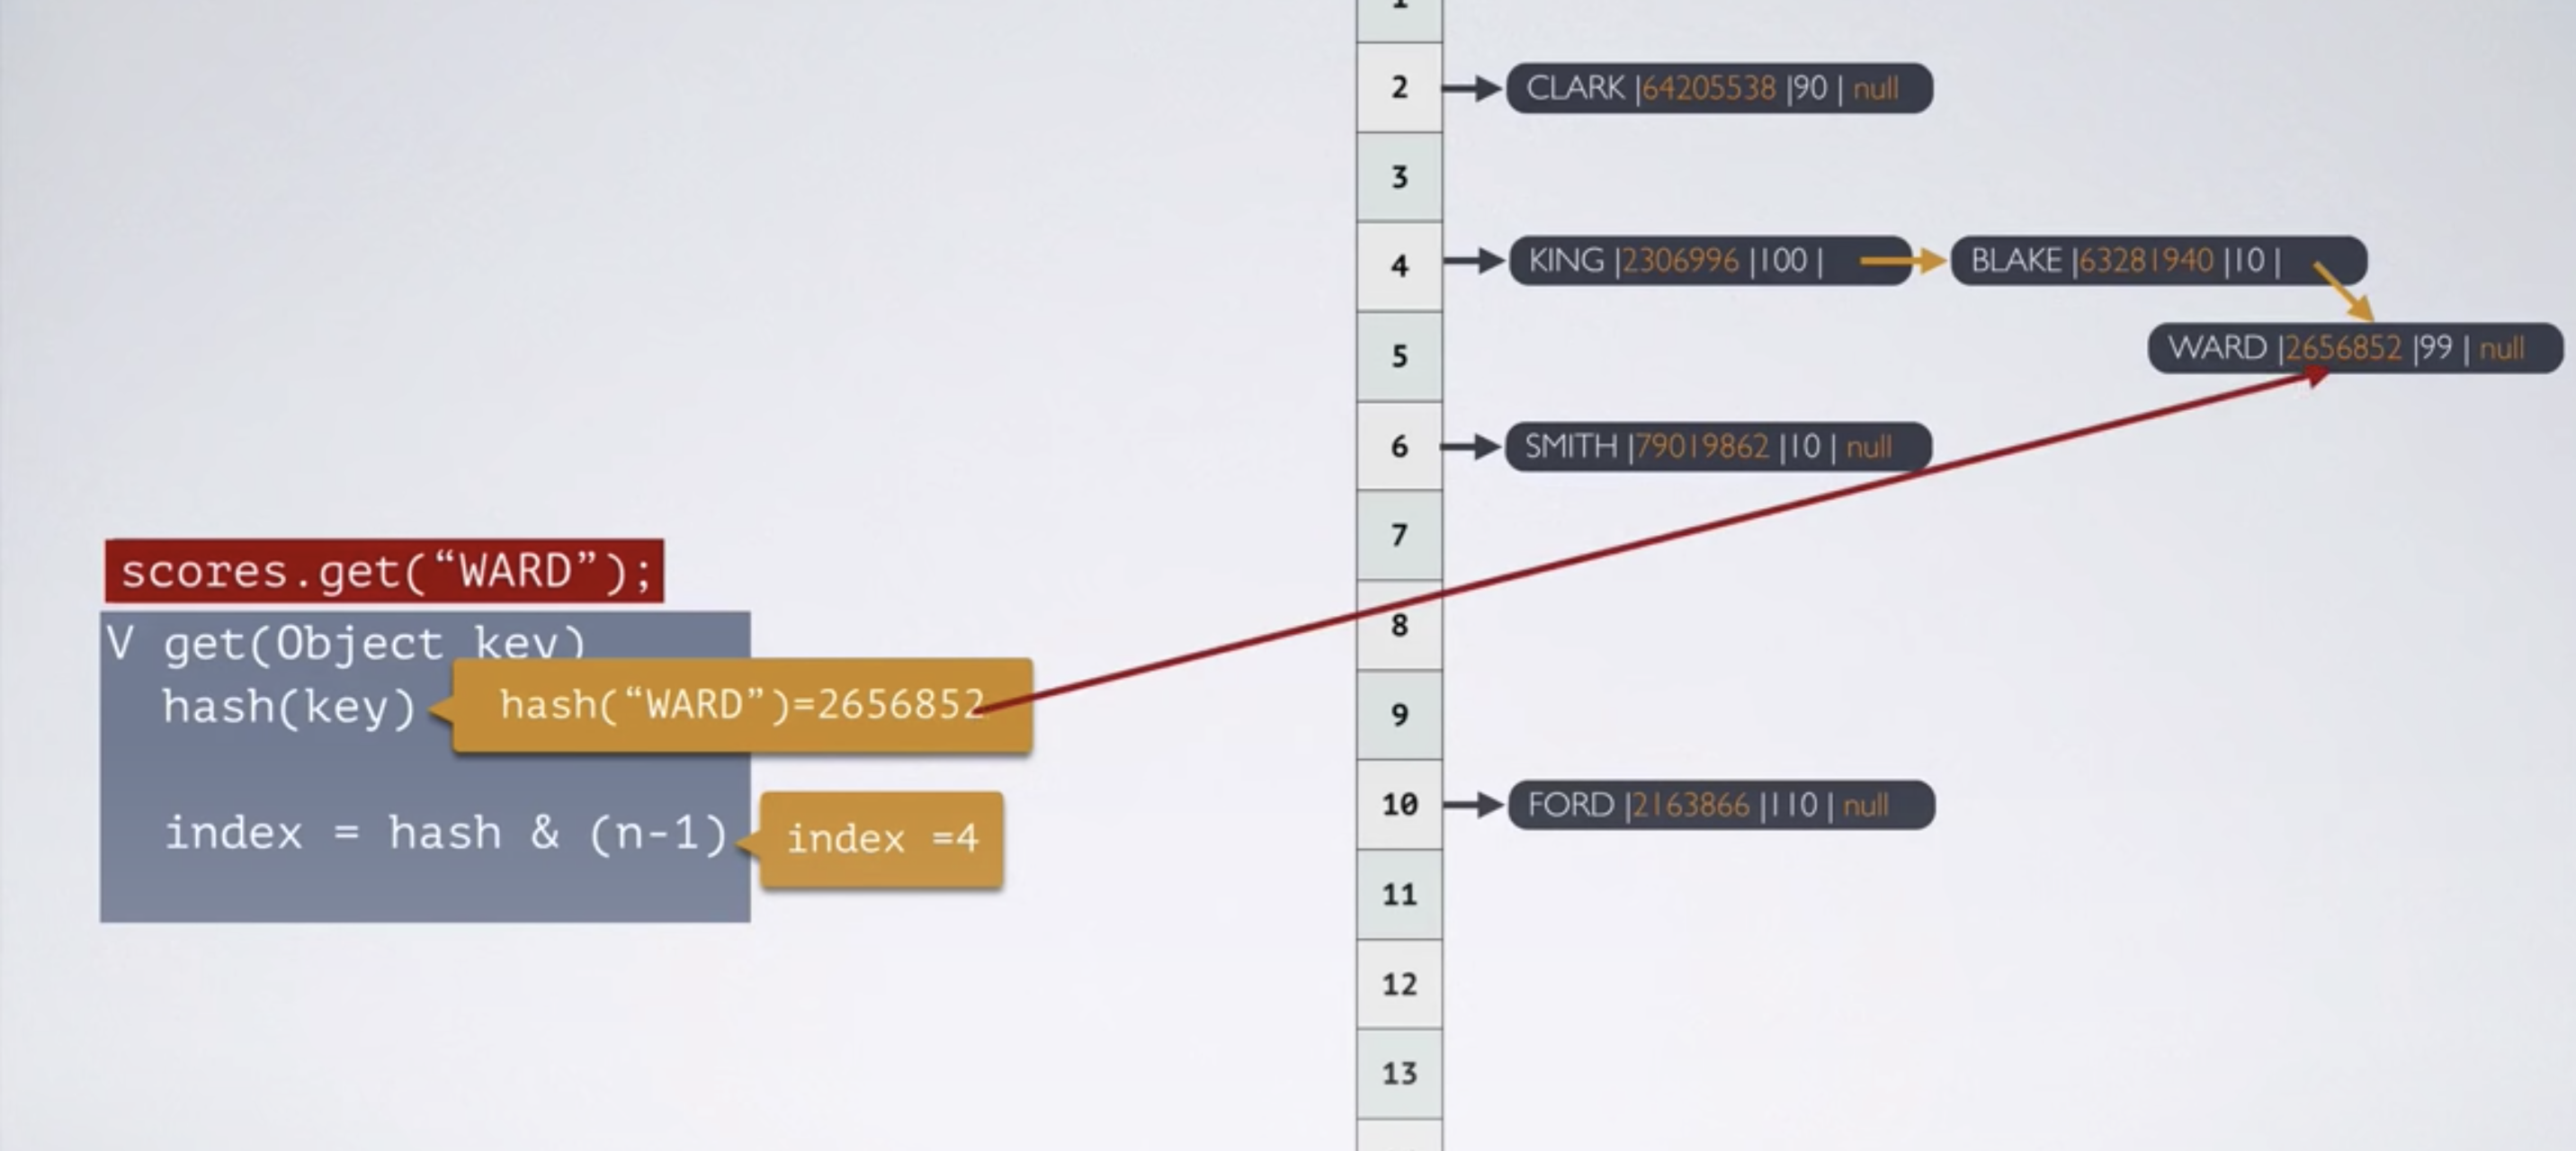 1
2
CLARK |64205538 |90 | null
3
4
KING |2306996 |100 |
BLAKE |63281940 |10 |
5
WARD |2656852 |99 | null
6
SMITH |79019862 |10 | null
7
scores.get(“WARD”);
8
V get(Object key)
hash(key)
hash(“WARD”)=2656852
9
10
FORD |2163866 |110 | null
index = hash & (n-1)
index =4
11
12
13